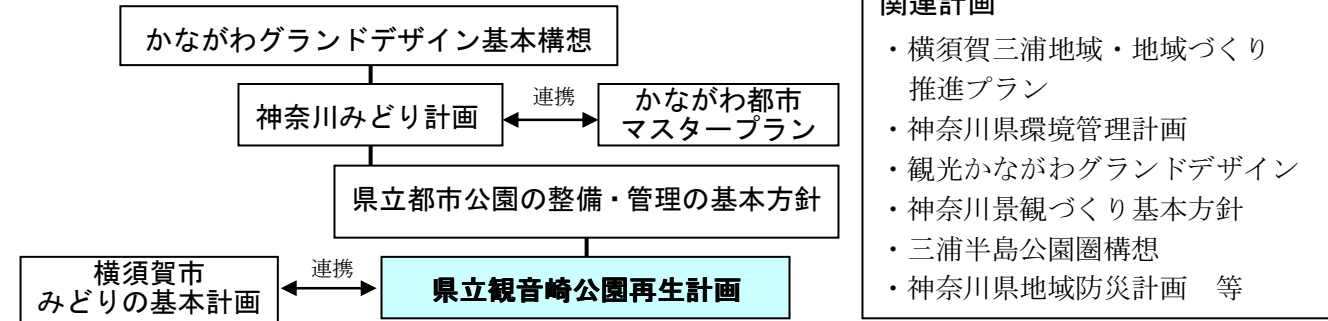 かながわグランドデザイン基本構想
神奈川みどり計画
連携
かながわ都市
マスタープラン
県立都市公園の整備・管理の基本方針
横須賀市
みどりの基本計画
連携
県立観音崎公園再生計画
関連計画
・横須賀三浦地域・地域づくり
推進プラン
・神奈川県環境管理計画
・観光かながわグランドデザイン
・神奈川景観づくり基本方針
・三浦半島公園圏構想
・神奈川県地域防災計画　等